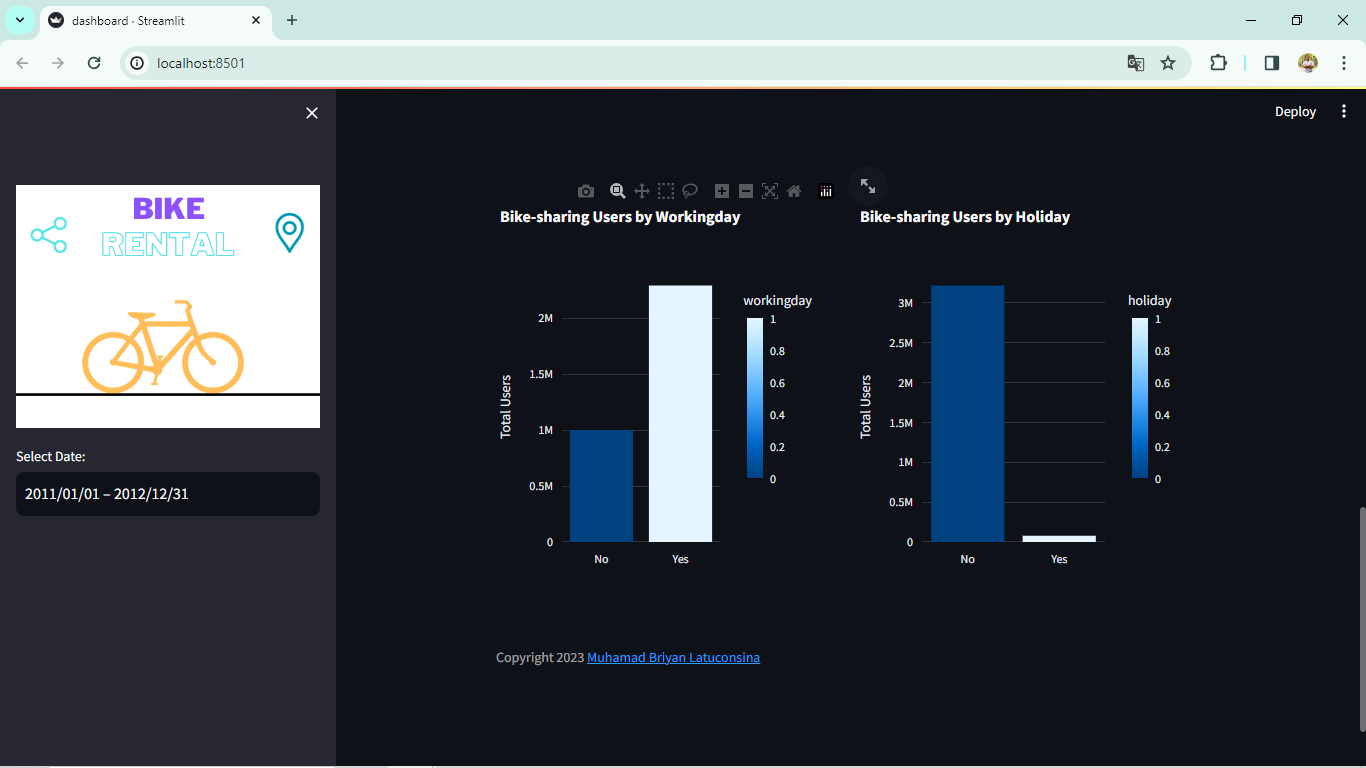 dashboard · Streamlit
localhost:8501
Deploy
BIKE
RENTAL
Select Date:
2011/01/01 – 2012/12/31
Bike-sharing Users by Workingday
Total Users
2M
1.5M
1M
0.5M
0
No
Yes
workingday
1
0.8
0.6
0.4
0.2
0
Bike-sharing Users by Holiday
Total Users
3M
2.5M
2M
1.5M
1M
0.5M
0
No
Yes
holiday
1
0.8
0.6
0.4
0.2
0
Copyright 2023 Muhamad Briyan Latuconsina